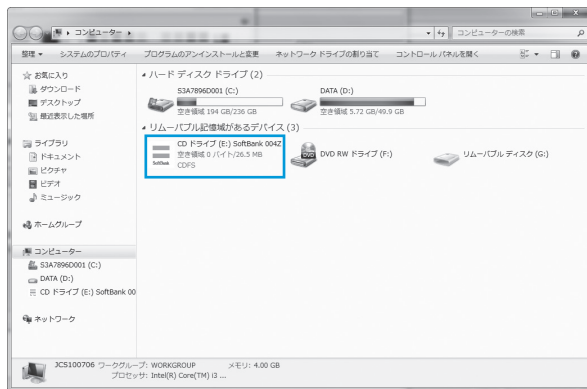 コンピューター
コンピューターの検索
整理 システムのプロパティ プログラムのアンインストールと変更 ネットワーク ドライブの割り当て コントロール パネルを開く
お気に入り
ダウンロード
デスクトップ
最近表示した場所
ライブラリ
ドキュメント
ピクチャ
ビデオ
ミュージック
ホームグループ
コンピューター
S3A7896D001 (C:)
DATA (D:)
CD ドライブ (E:) SoftBank 00
ネットワーク
ハード ディスク ドライブ (2)
S3A7896D001 (C:)
空き領域 194 GB/236 GB
DATA (D:)
空き領域 5.72 GB/49.9 GB
リムーバブル記憶域があるデバイス (3)
CD ドライブ (E:) SoftBank 004Z
空き領域 0 バイト/26.5 MB
CDFS
SoftBank
DVD RW ドライブ (F:)
DVD
リムーバブル ディスク (G:)
JCS100706 ワークグループ: WORKGROUP メモリ: 4.00 GB
プロセッサ: Intel(R) Core(TM) i3 ...